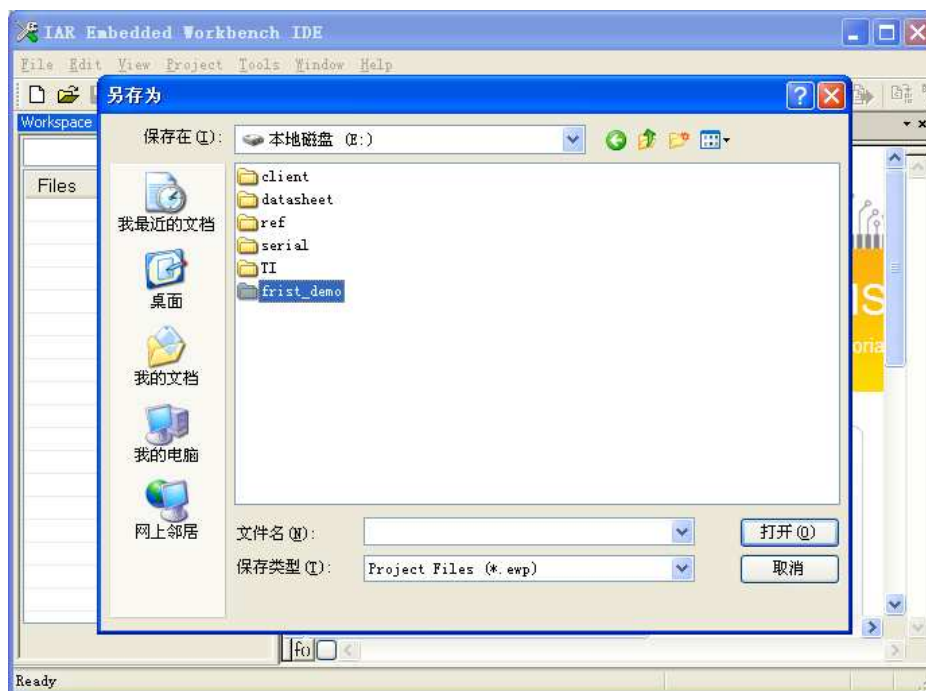 IAR Embedded Workbench IDE
File Edit View Project Tools Window Help
另存为
Workspace
保存在(I):
本地磁盘 (E:)
Files
我最近的文档
桌面
我的文档
我的电脑
网上邻居
client
datasheet
ref
serial
TI
frist_demo
IS
oria
文件名(N):
打开(O)
保存类型(T):
Project Files (*.ewp)
取消
f()
Ready